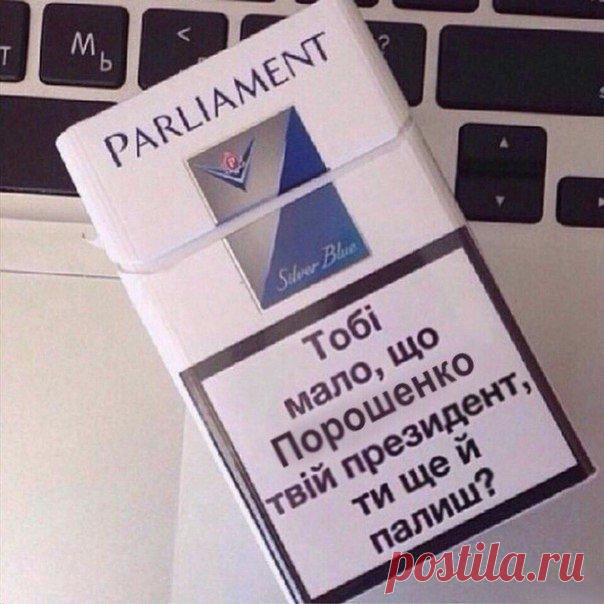 Т
М
Ь
<
?
PARLIAMENT
Silver Blue
Тобі
мало, що
Порошенко
твій президент,
ти ще й
палиш?
postila.ru